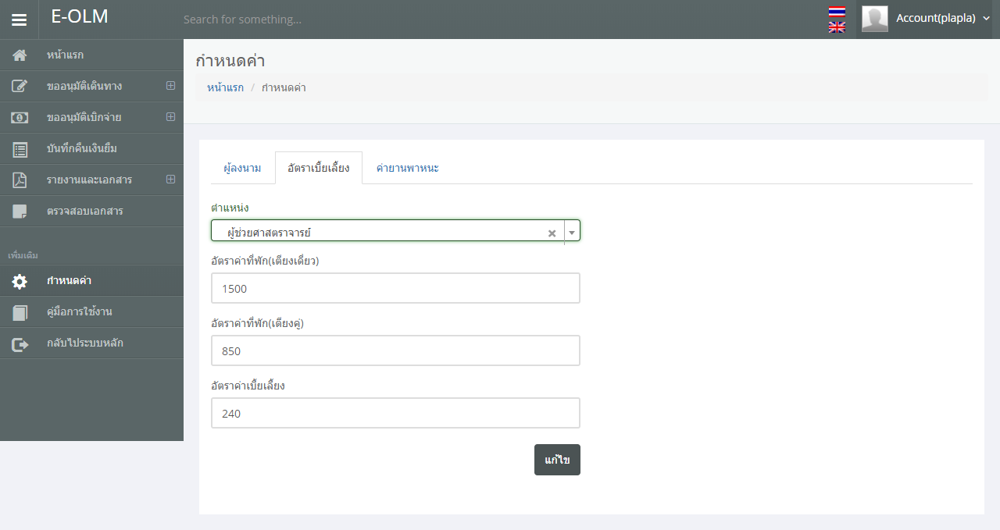 E-OLM
Search for something...
Account(plapla)
หน้าแรก
ขออนุมัติเดินทาง
ขออนุมัติเบิกจ่าย
บันทึกคืนเงินยืม
รายงานและเอกสาร
ตรวจสอบเอกสาร
เพิ่มเติม
กำหนดค่า
คู่มือการใช้งาน
กลับไประบบหลัก
กำหนดค่า
หน้าแรก / กำหนดค่า
ผู้ลงนาม อัตราเบี้ยเลี้ยง ค่ายานพาหนะ
ตำแหน่ง
ผู้ช่วยศาสตราจารย์
อัตราค่าที่พัก(เตียงเดี่ยว)
1500
อัตราค่าที่พัก(เตียงคู่)
850
อัตราค่าเบี้ยเลี้ยง
240
แก้ไข